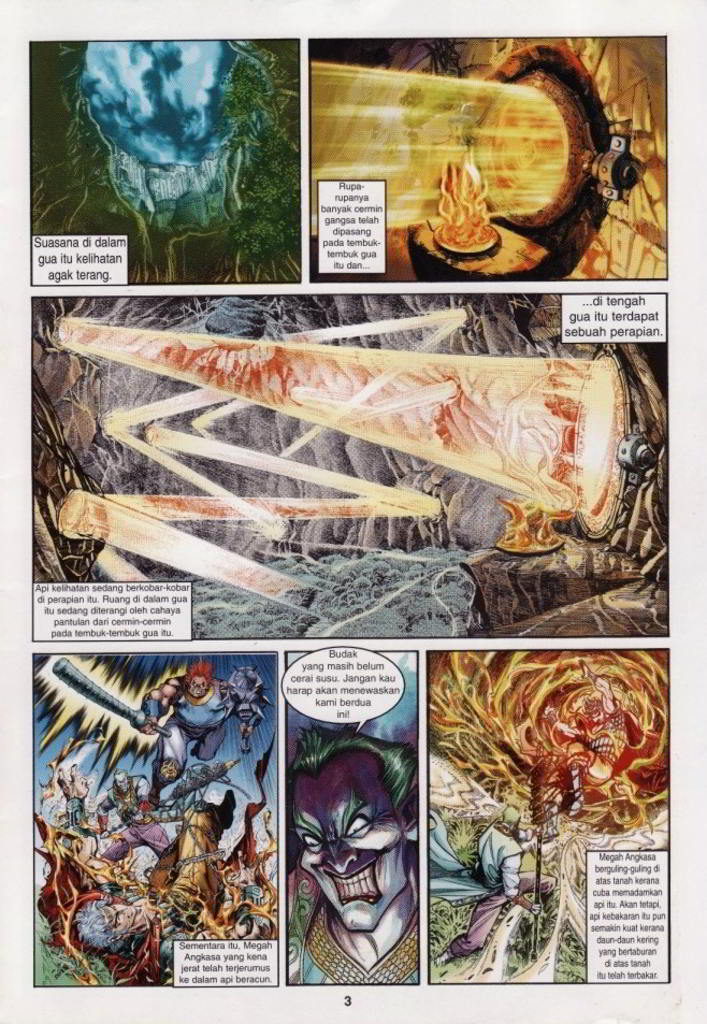 Suasana di dalam
gua itu kelihatan
agak terang.
Rupa-
rupanya
banyak cermin
gangsa telah
dipasang
pada tembuk-
tembuk gua
itu dan...
...di tengah
gua itu terdapat
sebuah perapian.
Api kelihatan sedang berkobar-kobar
di perapian itu. Ruang di dalam gua
itu sedang diterangi oleh cahaya
pantulan dari cermin-cermin
pada tembuk-tembuk gua itu.
Sementara itu, Megah
Angkasa yang kena
jerat telah terjerumus
ke dalam api beracun.
Budak
yang masih belum
cerai susu. Jangan kau
harap akan menewaskan
kami berdua
ini!
Megah Angkasa
berguling-guling di
atas tanah kerana
cuba memadamkan
api itu. Akan tetapi,
api kebakaran itu pun
semakin kuat kerana
daun-daun kering
yang bertaburan
di atas tanah
itu telah terbakar.
3